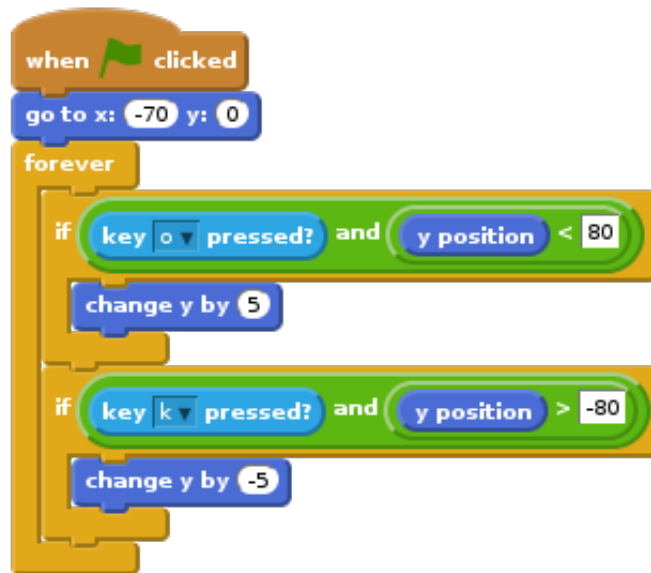 when clicked
go to x: -70 y: 0
forever
if key o pressed? and y position < 80
change y by 5
if key k pressed? and y position > -80
change y by -5